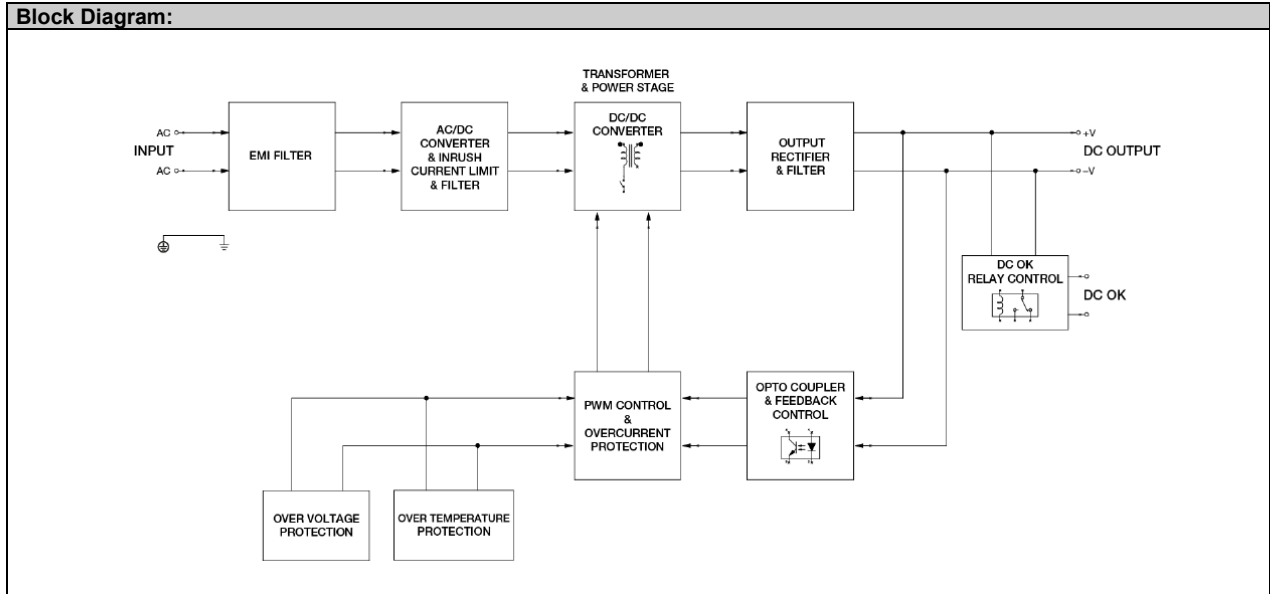 Block Diagram:
TRANSFORMER
& POWER STAGE
AC
INPUT
AC
EMI FILTER
AC/DC
CONVERTER
& INRUSH
CURRENT LIMIT
& FILTER
DC/DC
CONVERTER
OUTPUT
RECTIFIER
& FILTER
+V
DC OUTPUT
–V
DC OK
RELAY CONTROL
DC OK
PWM CONTROL
&
OVERCURRENT
PROTECTION
OPTO COUPLER
& FEEDBACK
CONTROL
OVER VOLTAGE
PROTECTION
OVER TEMPERATURE
PROTECTION